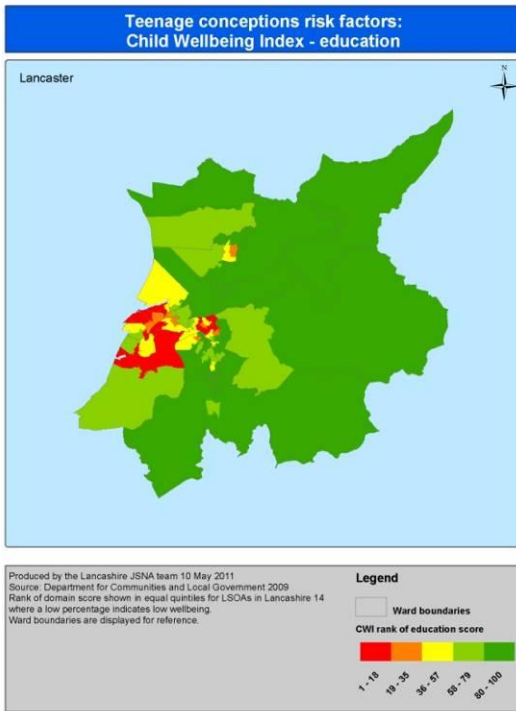 Teenage conceptions risk factors:
Child Wellbeing Index - education
Lancaster
N
Produced by the Lancashire JSNA team 10 May 2011
Source: Department for Communities and Local Government 2009
Rank of domain score shown in equal quintiles for LSOAs in Lancashire 14
where a low percentage indicates low wellbeing.
Ward boundaries are displayed for reference.
Legend
Ward boundaries
CWI rank of education score
1 - 18
19 - 35
36 - 57
58 - 79
80 - 100